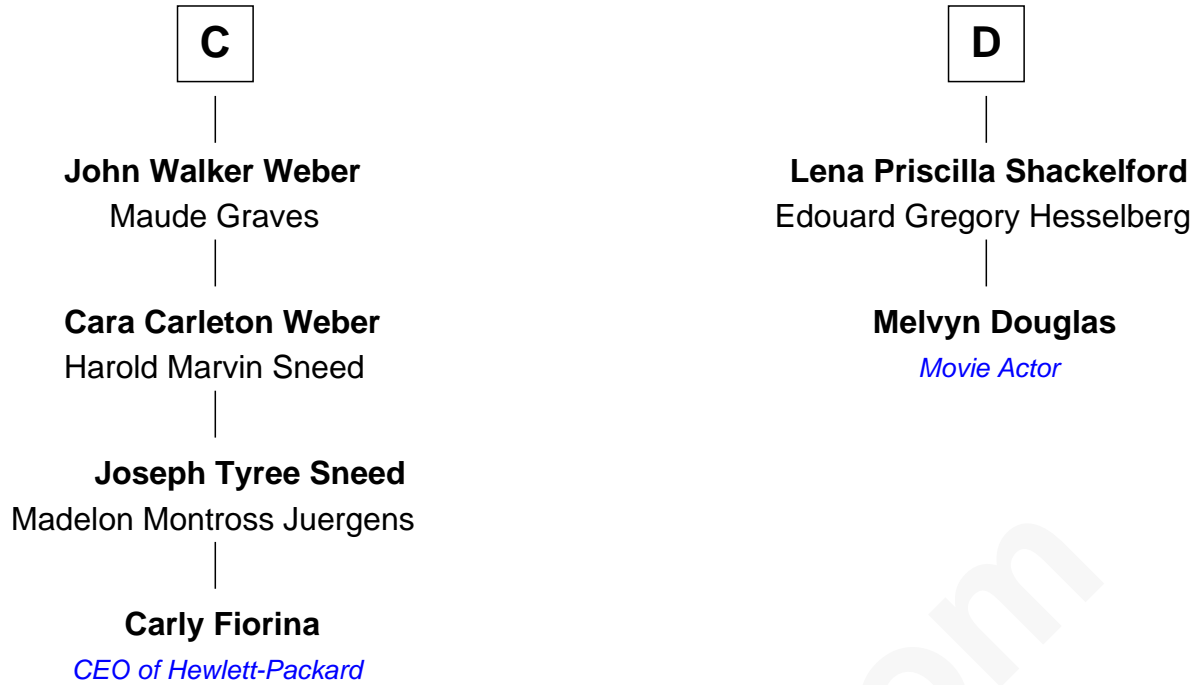 C
John Walker Weber
Maude Graves
Cara Carleton Weber
Harold Marvin Sneed
Joseph Tyree Sneed
Madelon Montross Juergens
Carly Fiorina
CEO of Hewlett-Packard
D
Lena Priscilla Shackelford
Edouard Gregory Hesselberg
Melvyn Douglas
Movie Actor
om